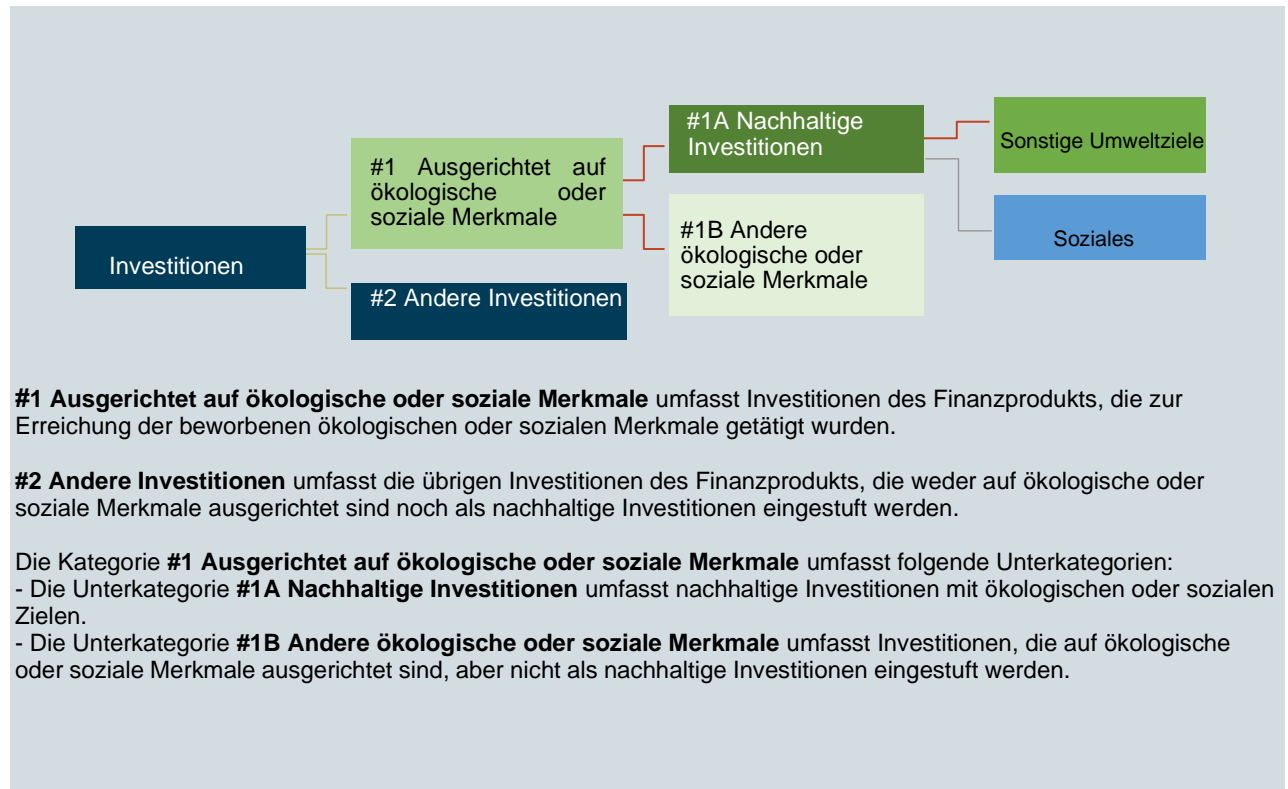 #1A Nachhaltige
Investitionen
Sonstige Umweltziele
#1 Ausgerichtet auf
ökologische oder
soziale Merkmale
#1B Andere
ökologische oder
soziale Merkmale
Soziales
Investitionen
#2 Andere Investitionen
#1 Ausgerichtet auf ökologische oder soziale Merkmale umfasst Investitionen des Finanzprodukts, die zur
Erreichung der beworbenen ökologischen oder sozialen Merkmale getätigt wurden.
#2 Andere Investitionen umfasst die übrigen Investitionen des Finanzprodukts, die weder auf ökologische oder
soziale Merkmale ausgerichtet sind noch als nachhaltige Investitionen eingestuft werden.
Die Kategorie #1 Ausgerichtet auf ökologische oder soziale Merkmale umfasst folgende Unterkategorien:
- Die Unterkategorie #1A Nachhaltige Investitionen umfasst nachhaltige Investitionen mit ökologischen oder sozialen
Zielen.
- Die Unterkategorie #1B Andere ökologische oder soziale Merkmale umfasst Investitionen, die auf ökologische
oder soziale Merkmale ausgerichtet sind, aber nicht als nachhaltige Investitionen eingestuft werden.